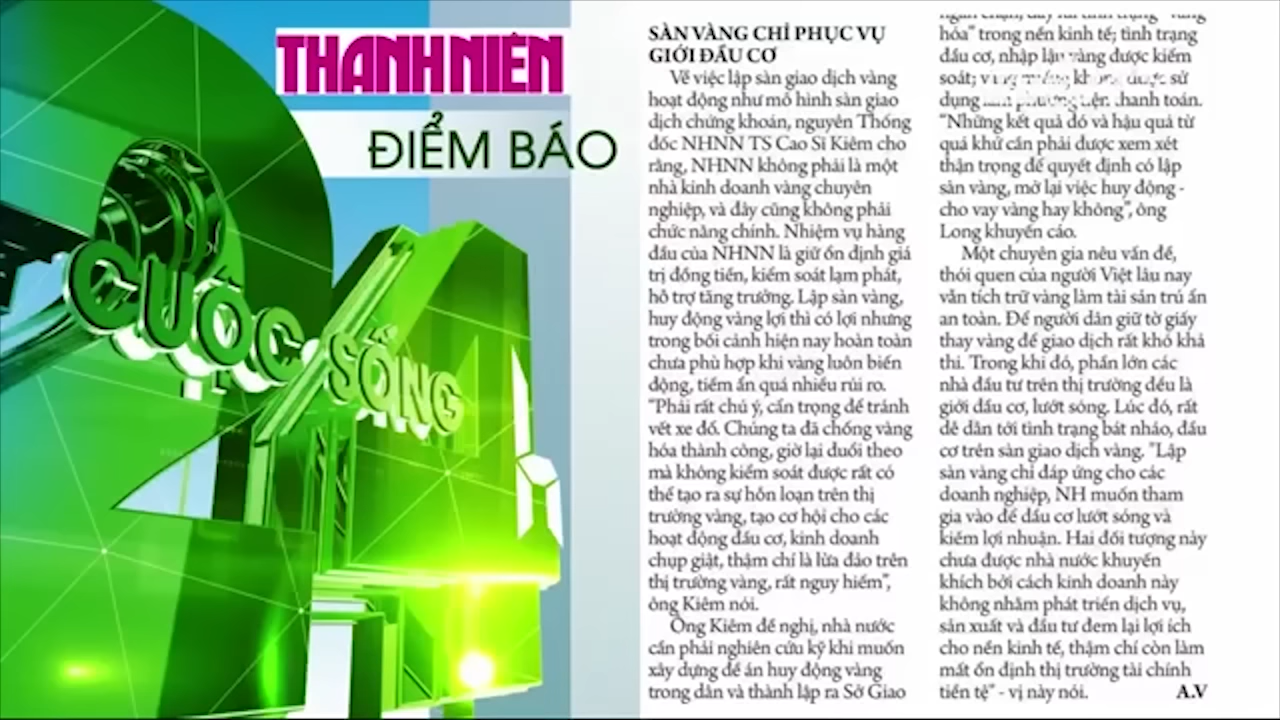 THANHNIÊN
ĐIỂM BÁO
CUỘC SỐNG
24h
SÀN VÀNG CHỈ PHỤC VỤ
GIỚI ĐẦU CƠ
Về việc lập sàn giao dịch vàng
hoạt động như mô hình sàn giao
dịch chứng khoán, nguyên Thống
đốc NHNN TS Cao Sĩ Kiêm cho
rằng, NHNN không phải là một
nhà kinh doanh vàng chuyên
nghiệp, và đây cũng không phải
chức năng chính. Nhiệm vụ hàng
đầu của NHNN là giữ ổn định giá
trị đồng tiền, kiểm soát lạm phát,
hỗ trợ tăng trưởng. Lập sàn vàng,
huy động vàng lợi thì có lợi nhưng
trong bối cảnh hiện nay hoàn toàn
chưa phù hợp khi vàng luôn biến
động, tiềm ẩn quá nhiều rủi ro.
"Phải rất chú ý, cẩn trọng để tránh
vết xe đổ. Chúng ta đã chống vàng
hóa thành công, giờ lại đuổi theo
mà không kiểm soát được rất có
thể tạo ra sự hỗn loạn trên thị
trường vàng, tạo cơ hội cho các
hoạt động đầu cơ, kinh doanh
chụp giật, thậm chí là lừa đảo trên
thị trường vàng, rất nguy hiểm",
ông Kiêm nói.
Ông Kiêm đề nghị, nhà nước
cần phải nghiên cứu kỹ khi muốn
xây dựng đề án huy động vàng
trong dân và thành lập ra Sở Giao
ngăn chặn, đẩy lùi tình trạng "vàng
hóa" trong nền kinh tế; tình trạng
đầu cơ, nhập lậu vàng được kiểm
soát; vàng miếng không được sử
dụng làm phương tiện thanh toán.
"Những kết quả đó và hậu quả từ
quá khứ cần phải được xem xét
thận trọng để quyết định có lập
sàn vàng, mở lại việc huy động -
cho vay vàng hay không", ông
Long khuyến cáo.
Một chuyên gia nêu vấn đề,
thói quen của người Việt lâu nay
vẫn tích trữ vàng làm tài sản trú ẩn
an toàn. Để người dân giữ tờ giấy
thay vàng để giao dịch rất khó khả
thi. Trong khi đó, phần lớn các
nhà đầu tư trên thị trường đều là
giới đầu cơ, lướt sóng. Lúc đó, rất
dễ dẫn tới tình trạng bát nháo, đầu
cơ trên sàn giao dịch vàng. "Lập
sàn vàng chỉ đáp ứng cho các
doanh nghiệp, NH muốn tham
gia vào để đầu cơ lướt sóng và
kiếm lợi nhuận. Hai đối tượng này
chưa được nhà nước khuyến
khích bởi cách kinh doanh này
không nhằm phát triển dịch vụ,
sản xuất và đầu tư đem lại lợi ích
cho nền kinh tế, thậm chí còn làm
mất ổn định thị trường tài chính
tiền tệ" - vị này nói. A.V